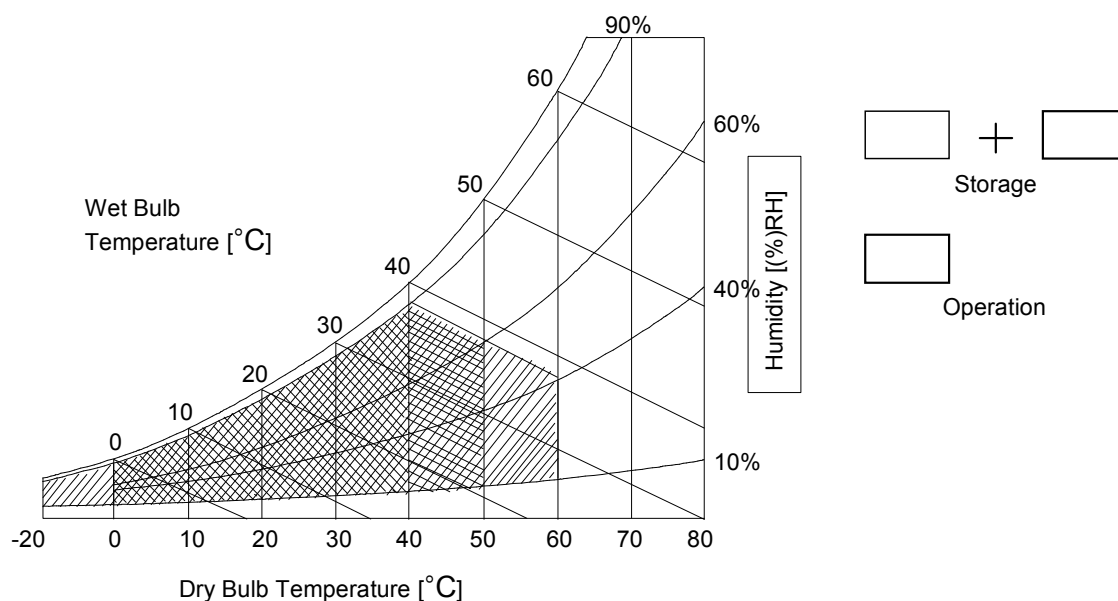 90%
60
60%
50
Wet Bulb
Temperature [°C]
40
40%
30
20
10
0
10%
Humidity [(%)RH]
Storage
Operation
-20 0 10 20 30 40 50 60 70 80
Dry Bulb Temperature [°C]